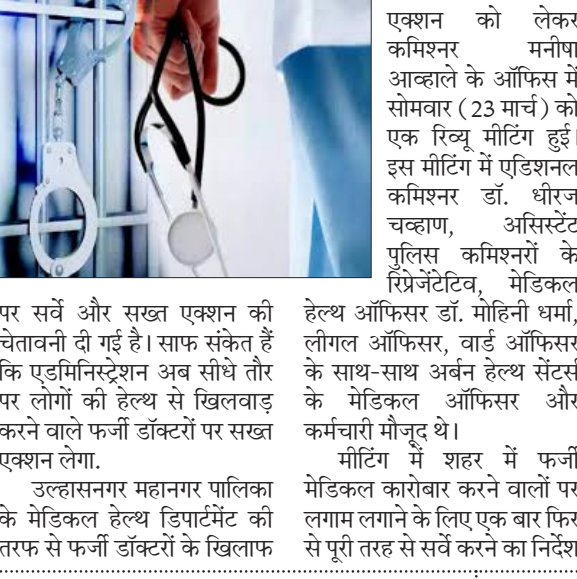 पर सर्वे और सख्त एक्शन की
चेतावनी दी गई है। साफ संकेत हैं
कि एडमिनिस्ट्रेशन अब सीधे तौर
पर लोगों की हेल्थ से खिलवाड़
करने वाले फर्जी डॉक्टरों पर सख्त
एक्शन लेगा.
उल्हासनगर महानगर पालिका
के मेडिकल हेल्थ डिपार्टमेंट की
तरफ से फर्जी डॉक्टरों के खिलाफ
एक्शन को लेकर
कमिश्नर मनीषा
आव्हाले के ऑफिस में
सोमवार (23 मार्च) को
एक रिव्यू मीटिंग हुई।
इस मीटिंग में एडिशनल
कमिश्नर डॉ. धीरज
चव्हाण, असिस्टेंट
पुलिस कमिश्नरों के
रिप्रेजेंटेटिव, मेडिकल
हेल्थ ऑफिसर डॉ. मोहिनी धर्मा,
लीगल ऑफिसर, वार्ड ऑफिसर
के साथ-साथ अर्बन हेल्थ सेंटर्स
के मेडिकल ऑफिसर और
कर्मचारी मौजूद थे।
मीटिंग में शहर में फर्जी
मेडिकल कारोबार करने वालों पर
लगाम लगाने के लिए एक बार फिर
से पूरी तरह से सर्वे करने का निर्देश